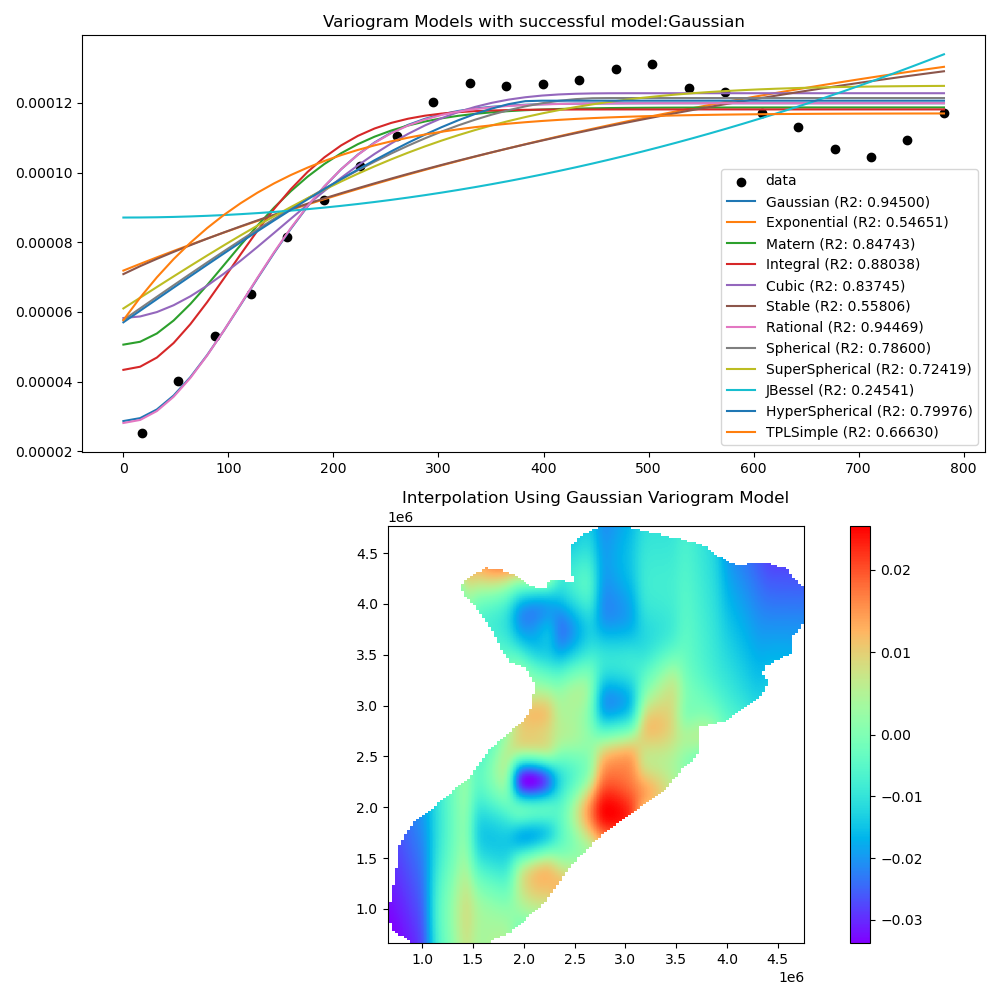 Variogram Models with successful model:Gaussian
0.00012
0.00010
0.00008
0.00006
0.00004
0.00002
0
100
200
300
400
500
600
700
800
data
Gaussian (R2: 0.94500)
Exponential (R2: 0.54651)
Matern (R2: 0.84743)
Integral (R2: 0.88038)
Cubic (R2: 0.83745)
Stable (R2: 0.55806)
Rational (R2: 0.94469)
Spherical (R2: 0.78600)
SuperSpherical (R2: 0.72419)
JBessel (R2: 0.24541)
HyperSpherical (R2: 0.79976)
TPLSimple (R2: 0.66630)
Interpolation Using Gaussian Variogram Model
1e6
4.5
4.0
3.5
3.0
2.5
2.0
1.5
1.0
1.0
1.5
2.0
2.5
3.0
3.5
4.0
4.5
1e6
0.02
0.01
0.00
−0.01
−0.02
−0.03